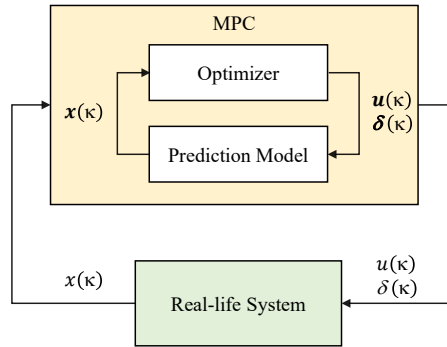 MPC
Optimizer
x(κ)
u(κ)
δ(κ)
Prediction Model
x(κ)
u(κ)
δ(κ)
Real-life System